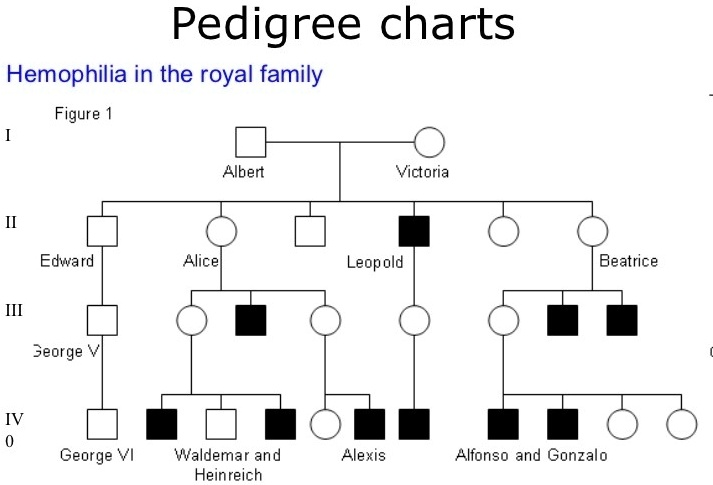 Pedigree charts
Hemophilia in the royal family
Figure 1
I
Albert
Victoria
II
Edward
Alice
Leopold
Beatrice
III
George V
IV
0
George VI
Waldemar and
Heinreich
Alexis
Alfonso and Gonzalo